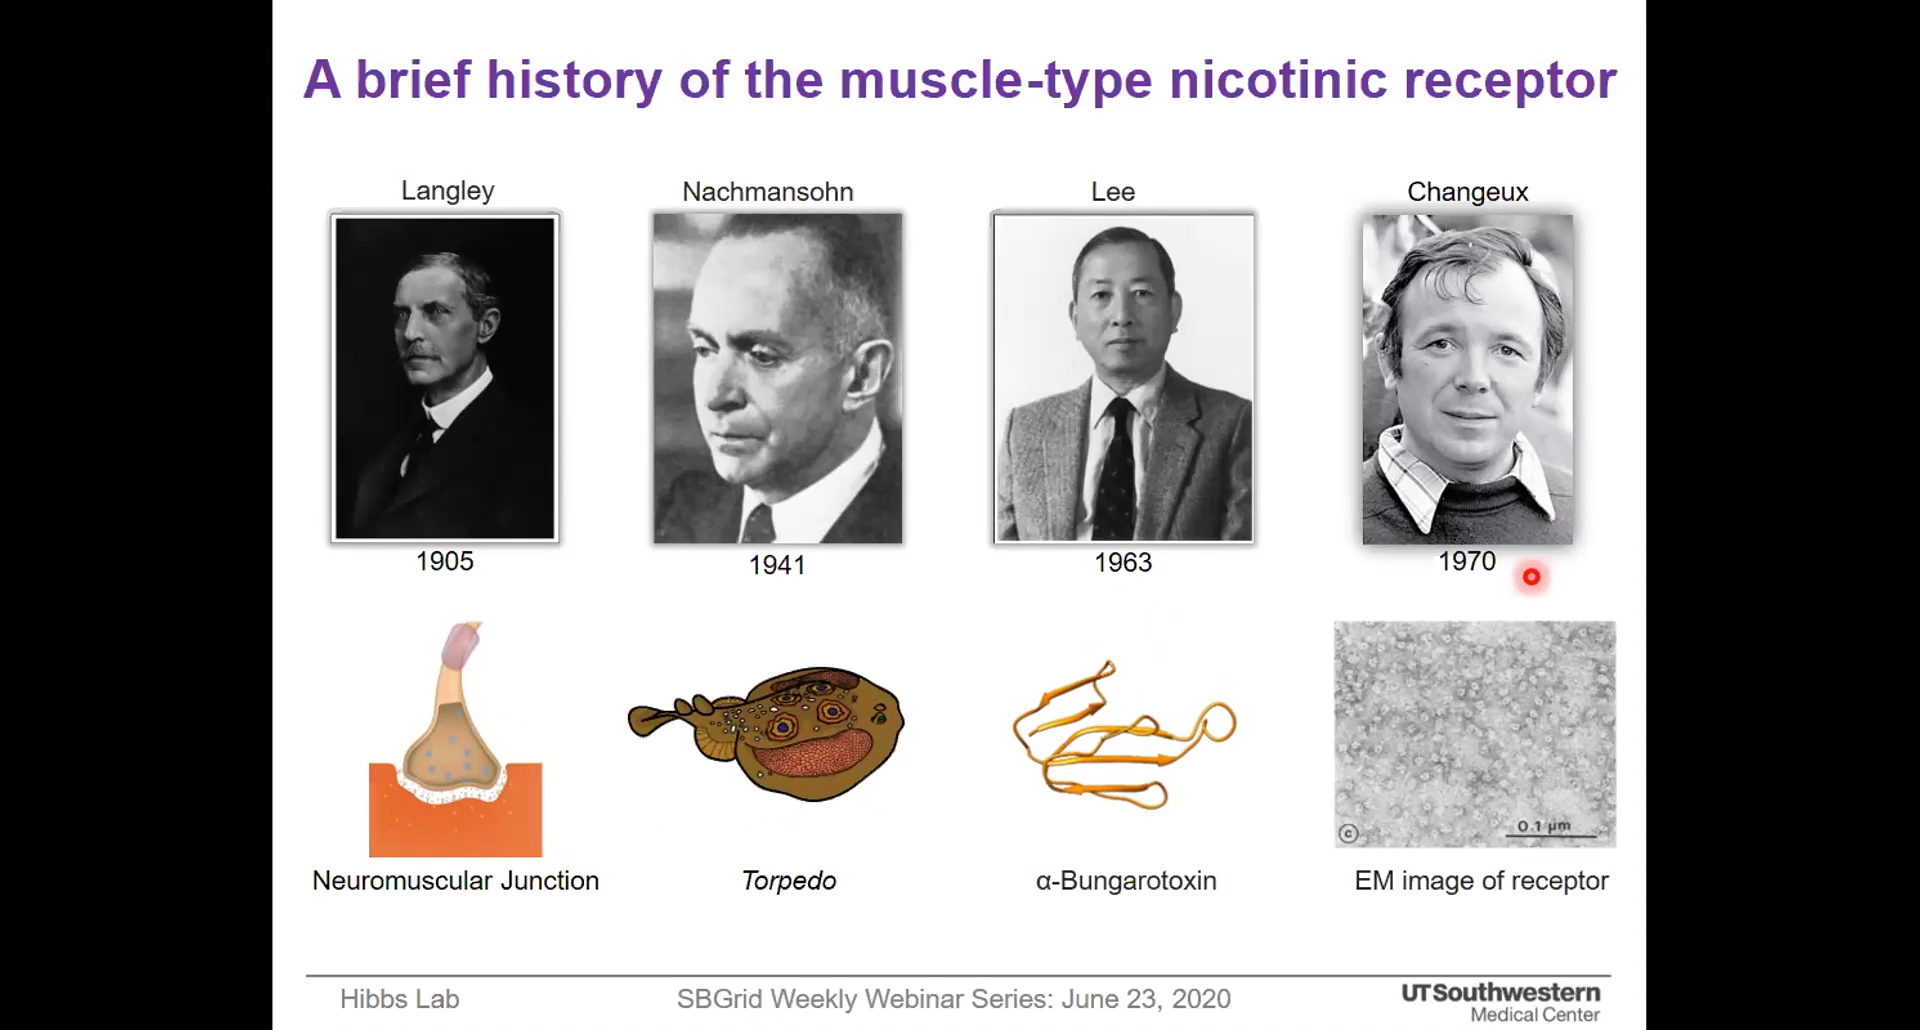 A brief history of the muscle-type nicotinic receptor
Langley
Nachmansohn
Lee
Changeux
1905
1941
1963
1970
0.1 µm
c
Neuromuscular Junction
Torpedo
α-Bungarotoxin
EM image of receptor
Hibbs Lab
SBGrid Weekly Webinar Series: June 23, 2020
UTSouthwestern
Medical Center